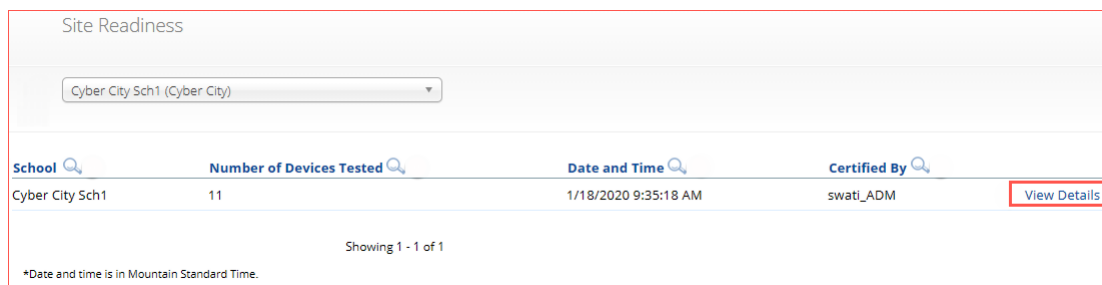 Site Readiness
Cyber City Sch1 (Cyber City)
School Number of Devices Tested Date and Time Certified By
Cyber City Sch1 11 1/18/2020 9:35:18 AM swati_ADM View Details
Showing 1 - 1 of 1
*Date and time is in Mountain Standard Time.